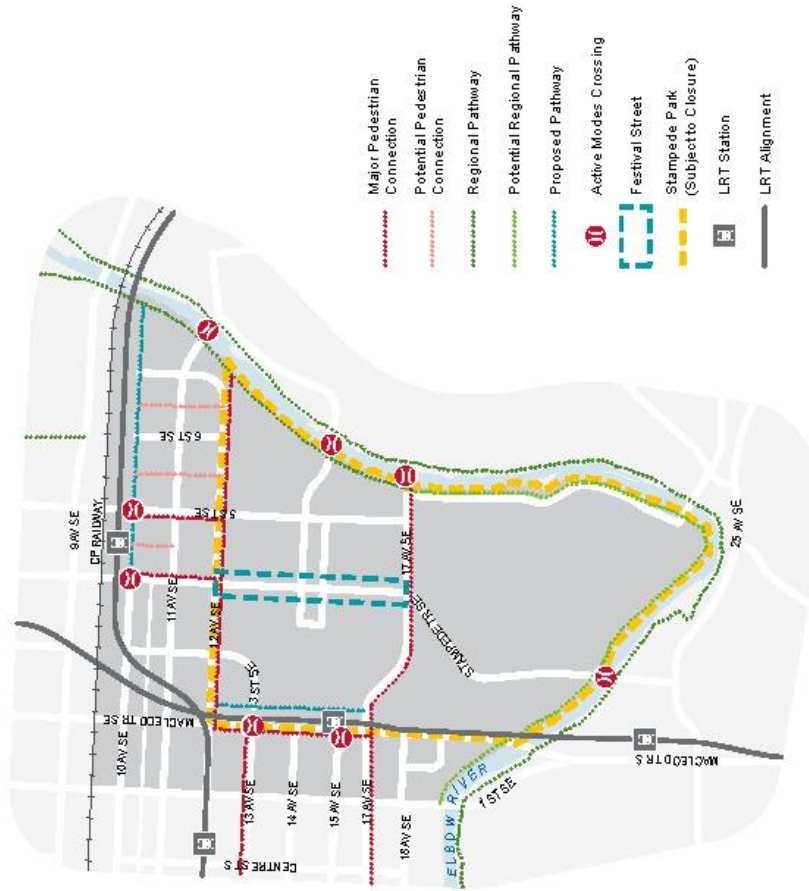 9 AV SE
CP RAILWAY
10 AV SE
11 AV SE
12 AV SE
MACLEOD TR SE
6 ST SE
5 ST SE
3 ST SE
13 AV SE
14 AV SE
15 AV SE
17 AV SE
17 AV SE
18 AV SE
CENTRE ST S
STAMPEDE TR SE
ELBOW RIVER
1 ST SE
MACLEOD TR S
25 AV SE
Major Pedestrian
Connection
Potential Pedestrian
Connection
Regional Pathway
Potential Regional Pathway
Proposed Pathway
Active Modes Crossing
Festival Street
Stampede Park
(Subject to Closure)
LRT Station
LRT Alignment